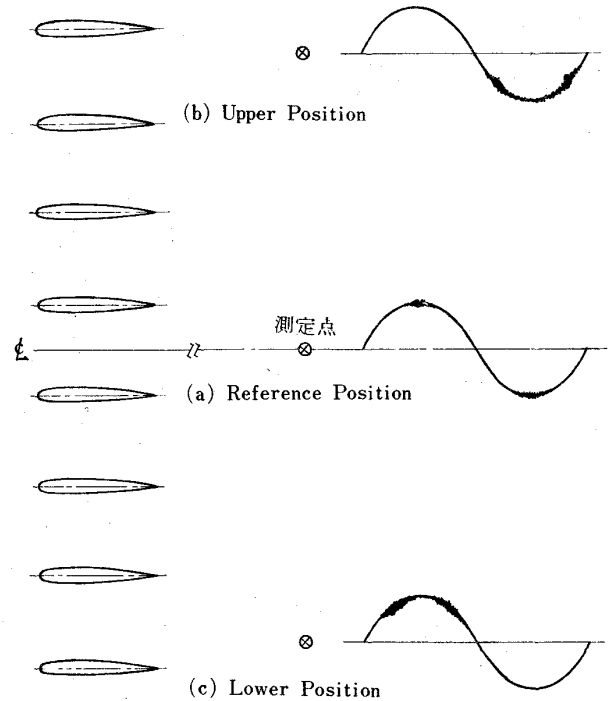 (b) Upper Position
測定点
℄
(a) Reference Position
(c) Lower Position